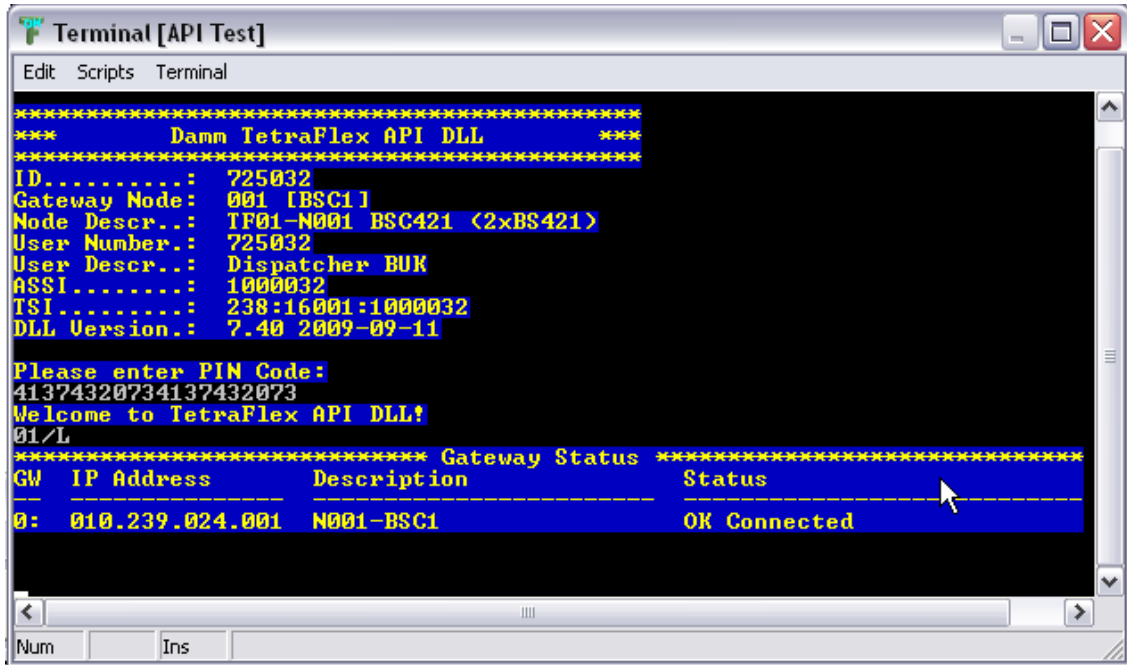 Terminal [API Test]
Edit Scripts Terminal
*********************************************
*** Damm TetraFlex API DLL ***
*********************************************
ID..........: 725032
Gateway Node: 001 [BSC1]
Node Descr..: TF01-N001 BSC421 (2xBS421)
User Number.: 725032
User Descr..: Dispatcher BUK
ASSI........: 1000032
TSI.........: 238:16001:1000032
DLL Version.: 7.40 2009-09-11
Please enter PIN Code:
41374320734137432073
Welcome to TetraFlex API DLL!
01/L
***************************** Gateway Status ******************************
GW IP Address Description Status
0: 010.239.024.001 N001-BSC1 OK Connected
Num Ins